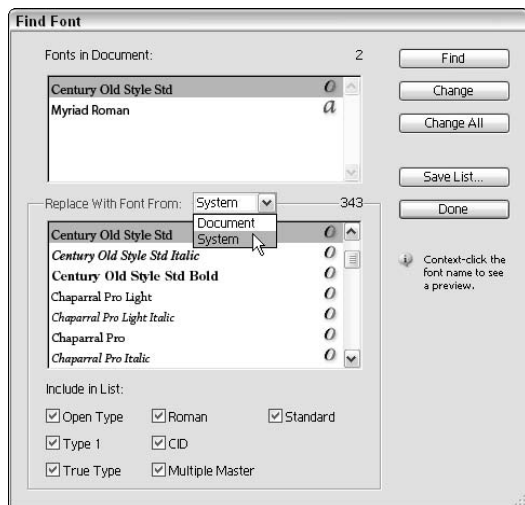 Find Font
Fonts in Document: 2
Century Old Style Std
Myriad Roman
Find
Change
Change All
Save List...
Done
Replace With Font From: System 343
Document
System
Century Old Style Std
Century Old Style Std Italic
Century Old Style Std Bold
Chaparral Pro Light
Chaparral Pro Light Italic
Chaparral Pro
Chaparral Pro Italic
Context-click the
font name to see
a preview.
Include in List:
Open Type Roman Standard
Type 1 CID
True Type Multiple Master